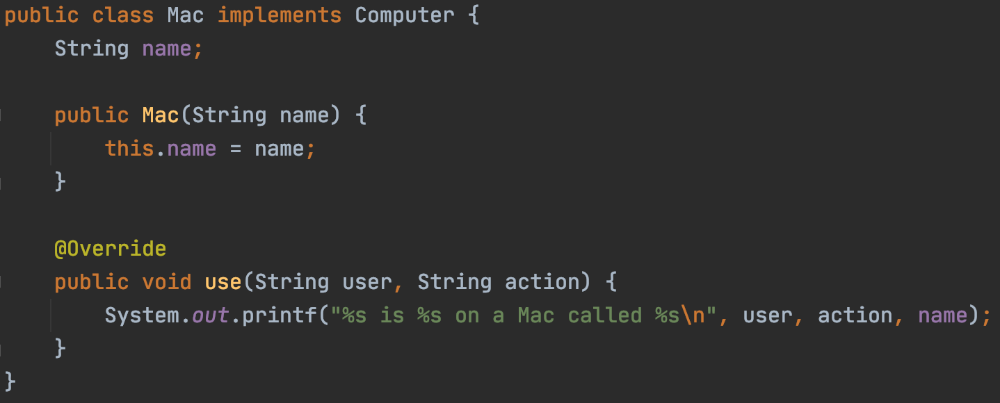 public class Mac implements Computer {
    String name;

    public Mac(String name) {
        this.name = name;
    }

    @Override
    public void use(String user, String action) {
        System.out.printf("%s is %s on a Mac called %s\n", user, action, name);
    }
}